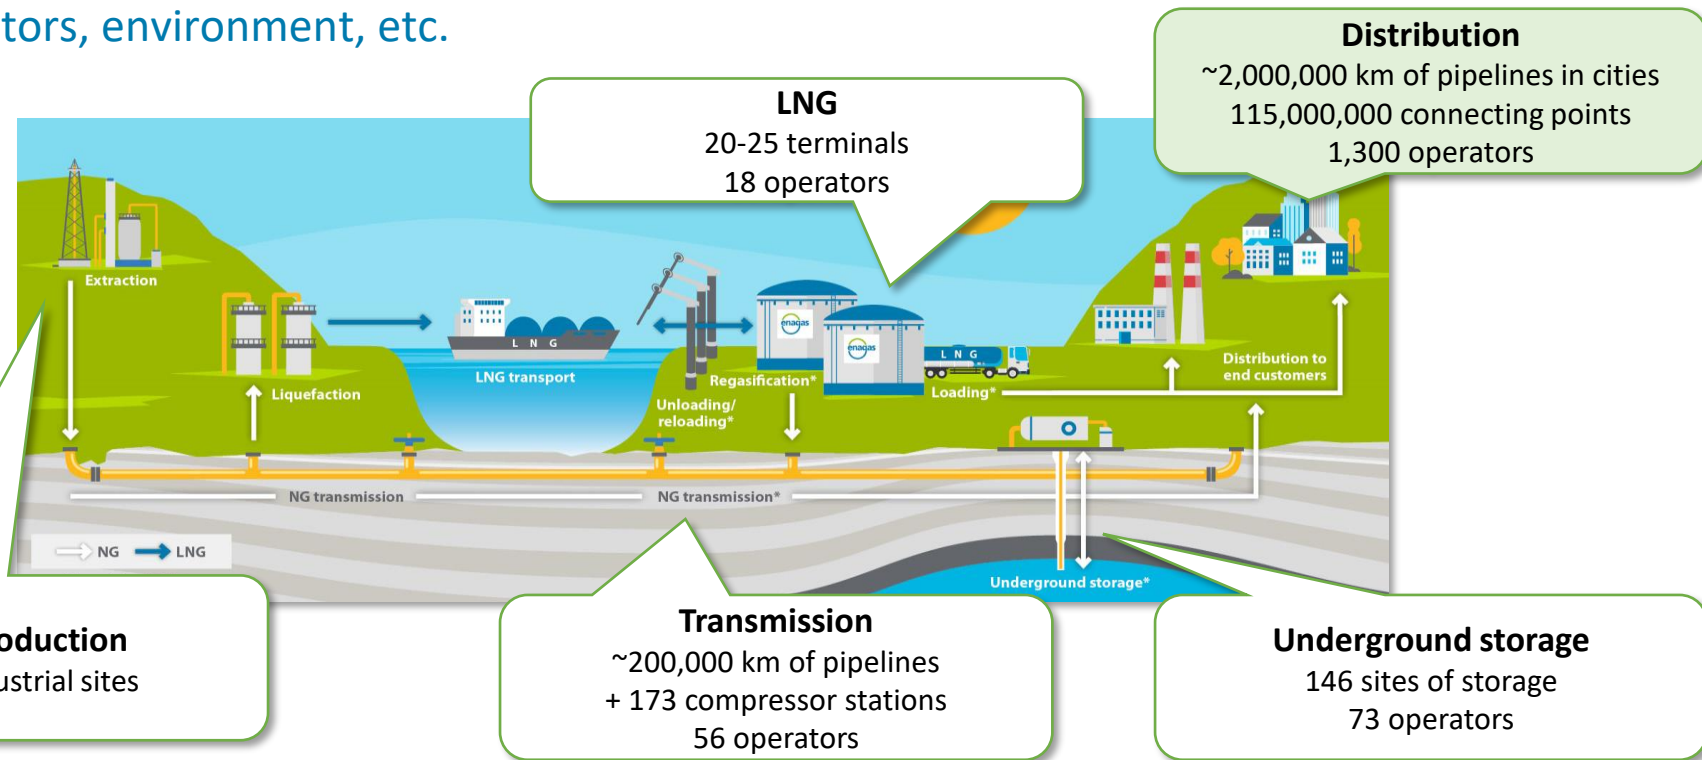 tors, environment, etc.
Distribution
~2,000,000 km of pipelines in cities
115,000,000 connecting points
1,300 operators
LNG
20-25 terminals
18 operators
Extraction
Liquefaction
L N G
LNG transport
Unloading/
reloading*
enagas
enagas
Regasification*
L N G
Loading*
Distribution to
end customers
NG transmission
NG transmission*
NG
LNG
Underground storage*
oduction
ustrial sites
Transmission
~200,000 km of pipelines
+ 173 compressor stations
56 operators
Underground storage
146 sites of storage
73 operators